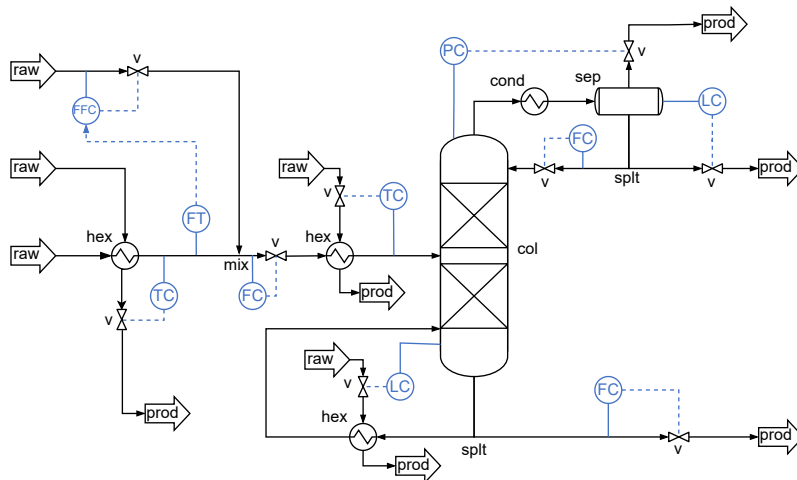 prod
PC
v
cond
sep
raw
v
FFC
LC
FC
raw
raw
v
splt
v
prod
v
TC
FT
hex
v
hex
raw
mix
col
TC
FC
prod
v
raw
v
LC
FC
prod
hex
splt
v
prod
prod